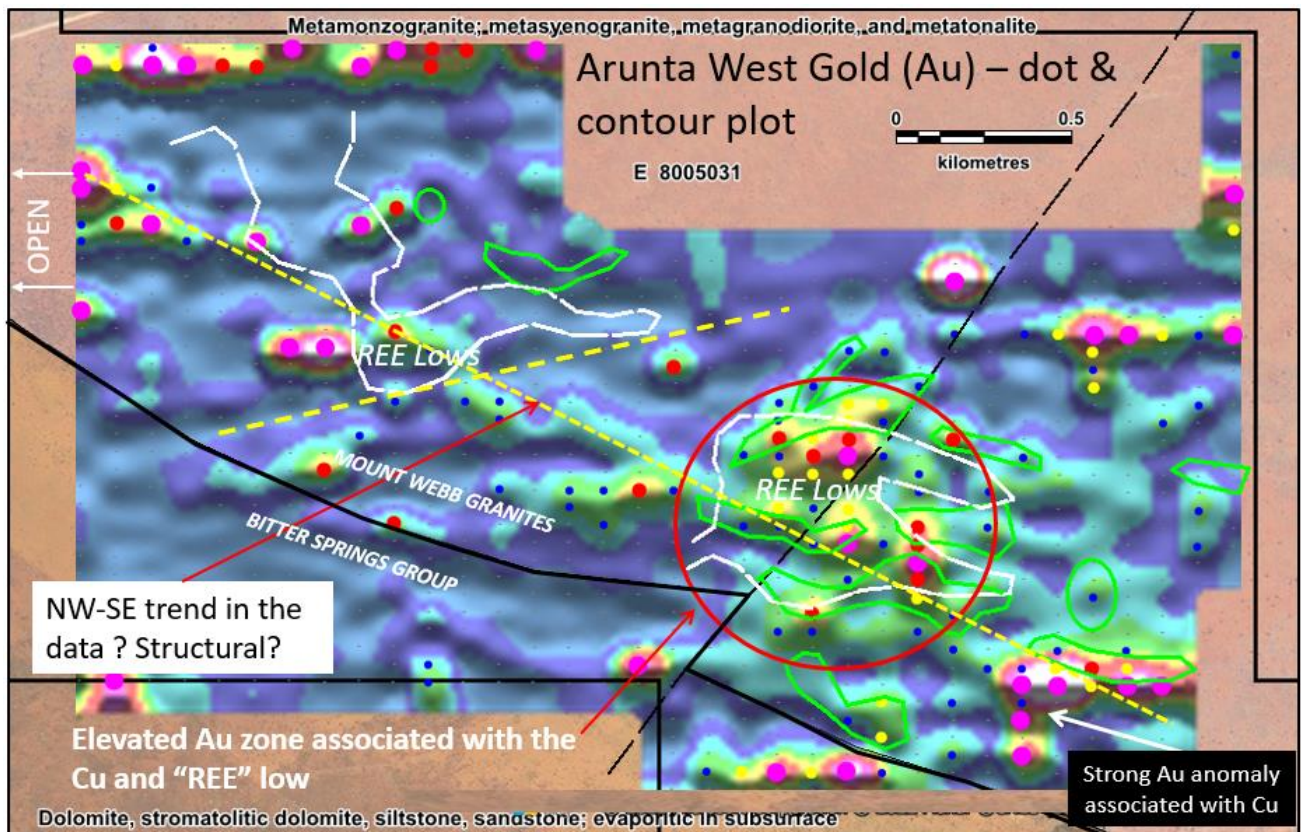 Metamonzogranite; metasyenogranite, metagranodiorite, and metatonalite
Arunta West Gold (Au) – dot &
contour plot
0 0.5
kilometres
E 8005031
OPEN
REE Lows
REE Lows
MOUNT WEBB GRANITES
BITTER SPRINGS GROUP
NW-SE trend in the
data ? Structural?
Elevated Au zone associated with the
Cu and “REE” low
Strong Au anomaly
associated with Cu
Dolomite, stromatolitic dolomite, siltstone, sandstone; evaporitic in subsurface